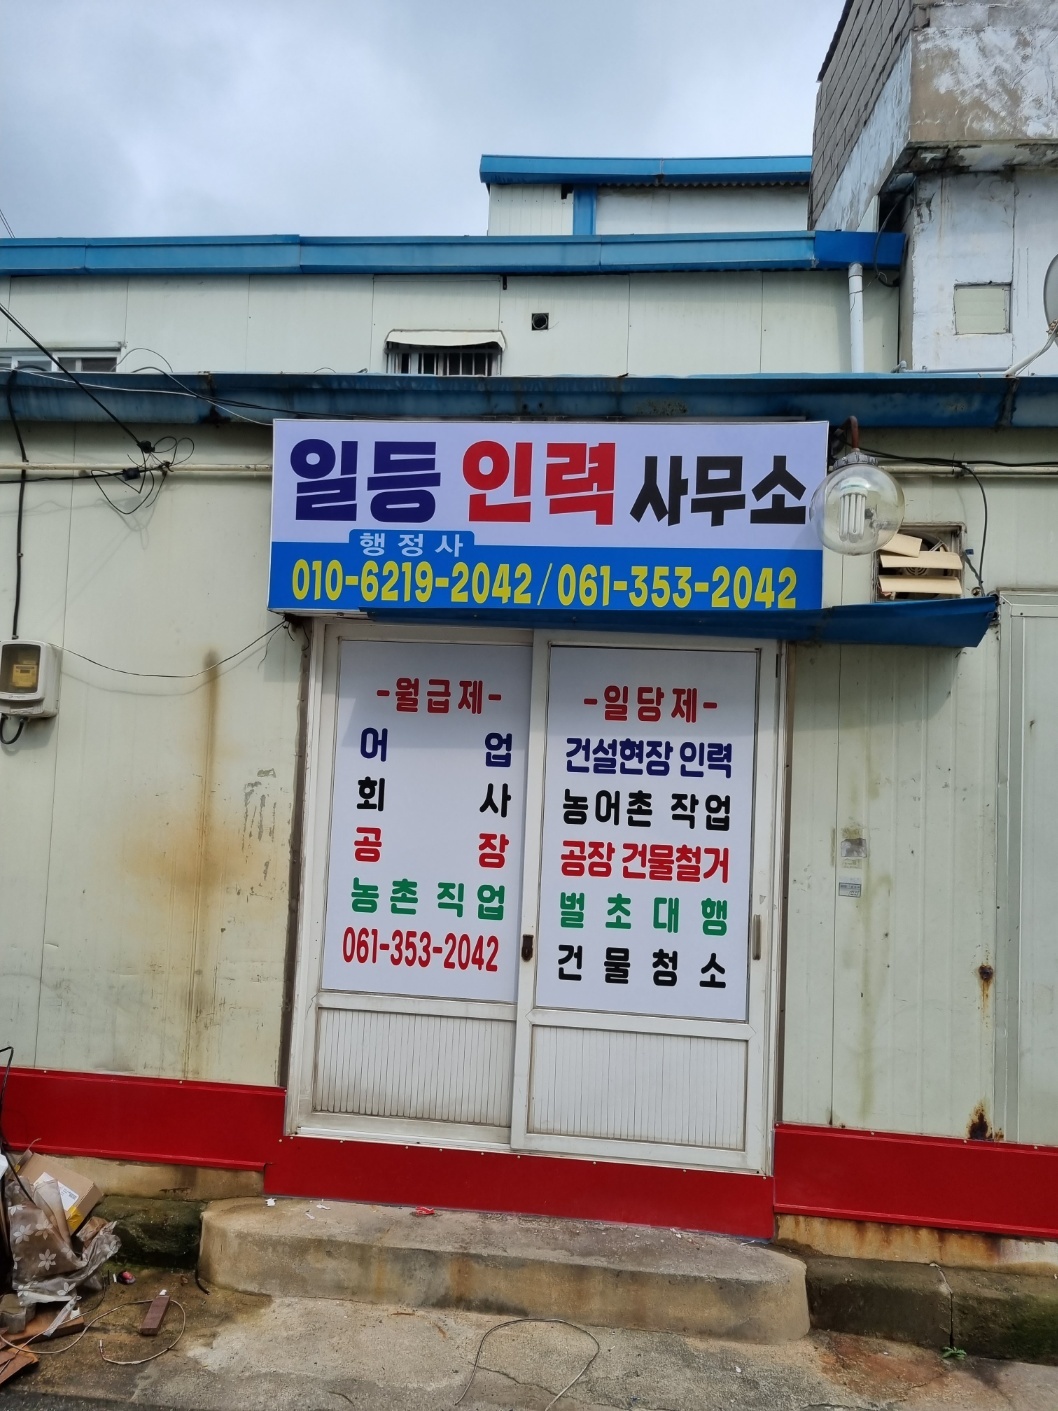 일등 인력 사무소
행정사
010-6219-2042/061-353-2042
-월급제-
어 업
회 사
공 장
농촌 직업
061-353-2042
-일당제-
건설현장 인력
농어촌 작업
공장 건물철거
벌초대행
건물청소